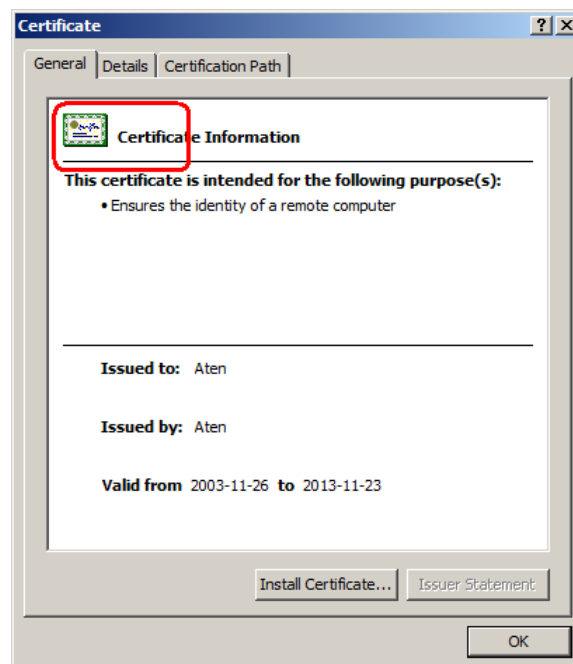 Certificate
General Details Certification Path
Certificate Information
This certificate is intended for the following purpose(s):
• Ensures the identity of a remote computer
Issued to: Aten
Issued by: Aten
Valid from 2003-11-26 to 2013-11-23
Install Certificate... Issuer Statement
OK